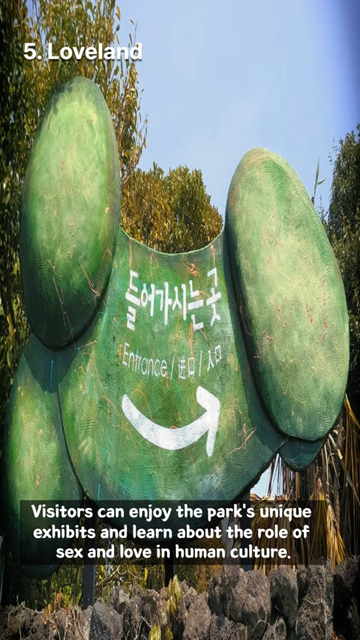 5. Loveland
들어가시는곳
Entrance / 进口 / 入口
Visitors can enjoy the park's unique
exhibits and learn about the role of
sex and love in human culture.